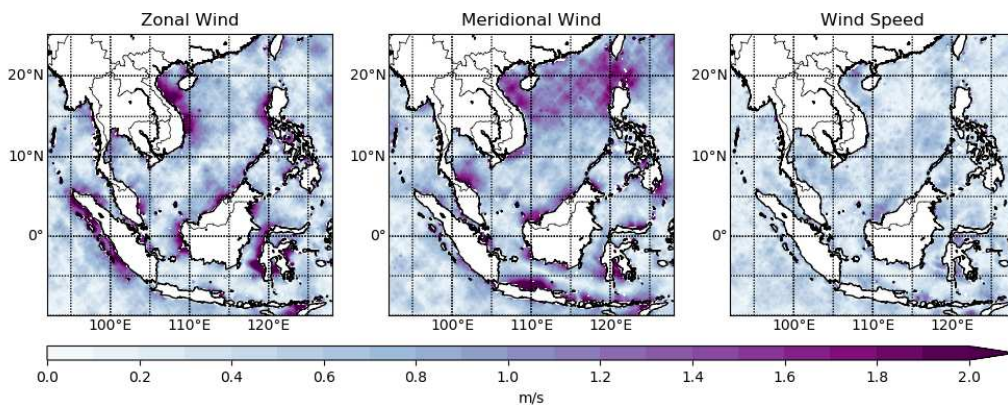 Zonal Wind Meridional Wind Wind Speed
20°N 20°N 20°N
10°N 10°N 10°N
0° 0° 0°
100°E 110°E 120°E 100°E 110°E 120°E 100°E 110°E 120°E
0.0 0.2 0.4 0.6 0.8 1.0 1.2 1.4 1.6 1.8 2.0
m/s